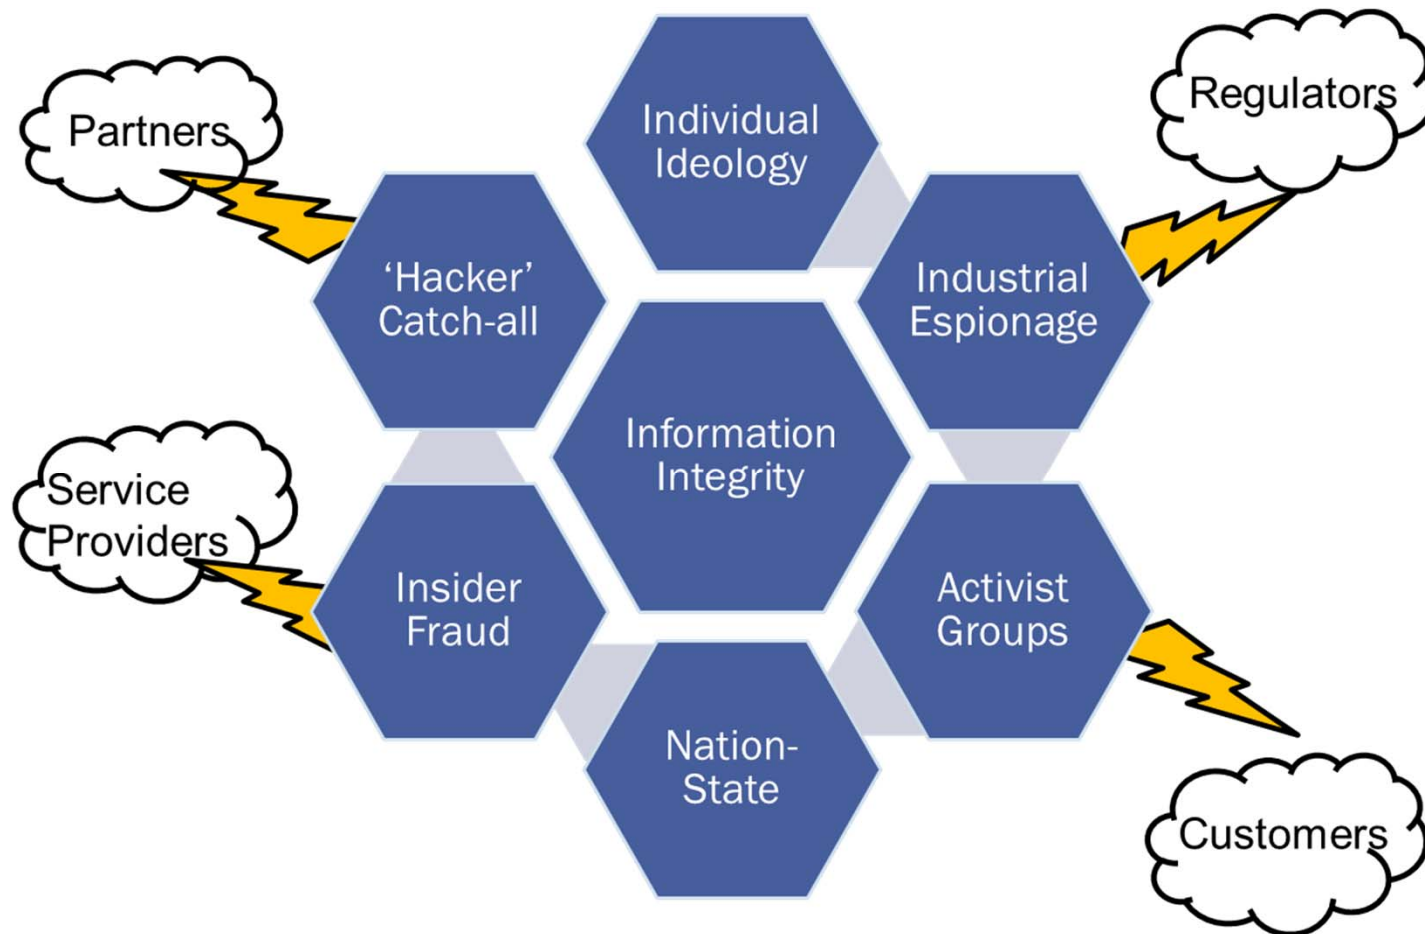 Individual
Ideology
Regulators
Partners
‘Hacker’
Catch-all
Industrial
Espionage
Information
Integrity
Service
Providers
Insider
Fraud
Activist
Groups
Nation-
State
Customers